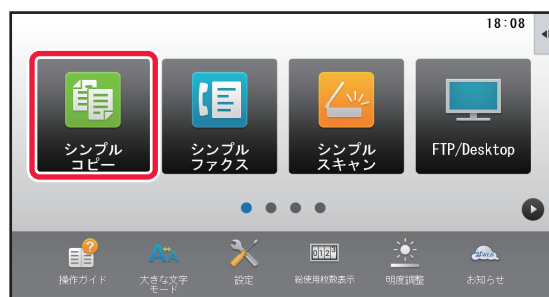 18:08
シンプル
コピー
シンプル
ファクス
シンプル
スキャン
FTP/Desktop
操作ガイド
大きな文字
モード
設定
総使用枚数表示
明度調整
お知らせ